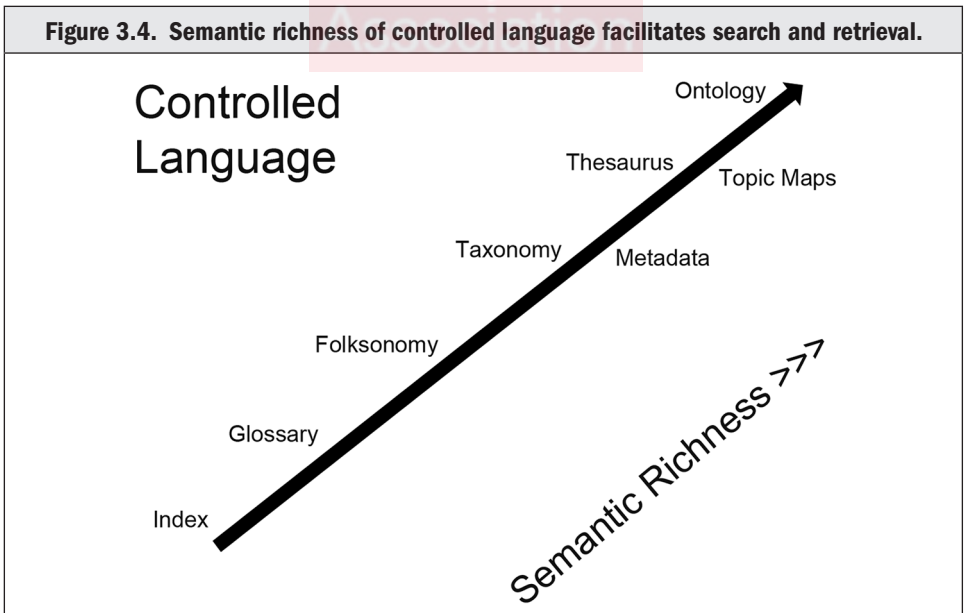 Association
Figure 3.4. Semantic richness of controlled language facilitates search and retrieval.
Controlled
Language
Ontology
Thesaurus
Topic Maps
Taxonomy
Metadata
Folksonomy
Glossary
Index
Semantic Richness >>>